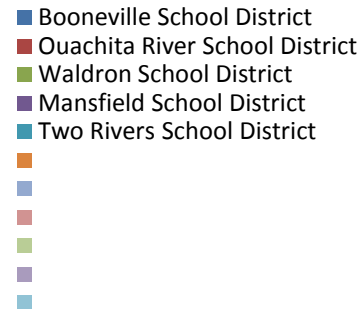 Booneville School District
Ouachita River School District
Waldron School District
Mansfield School District
Two Rivers School District